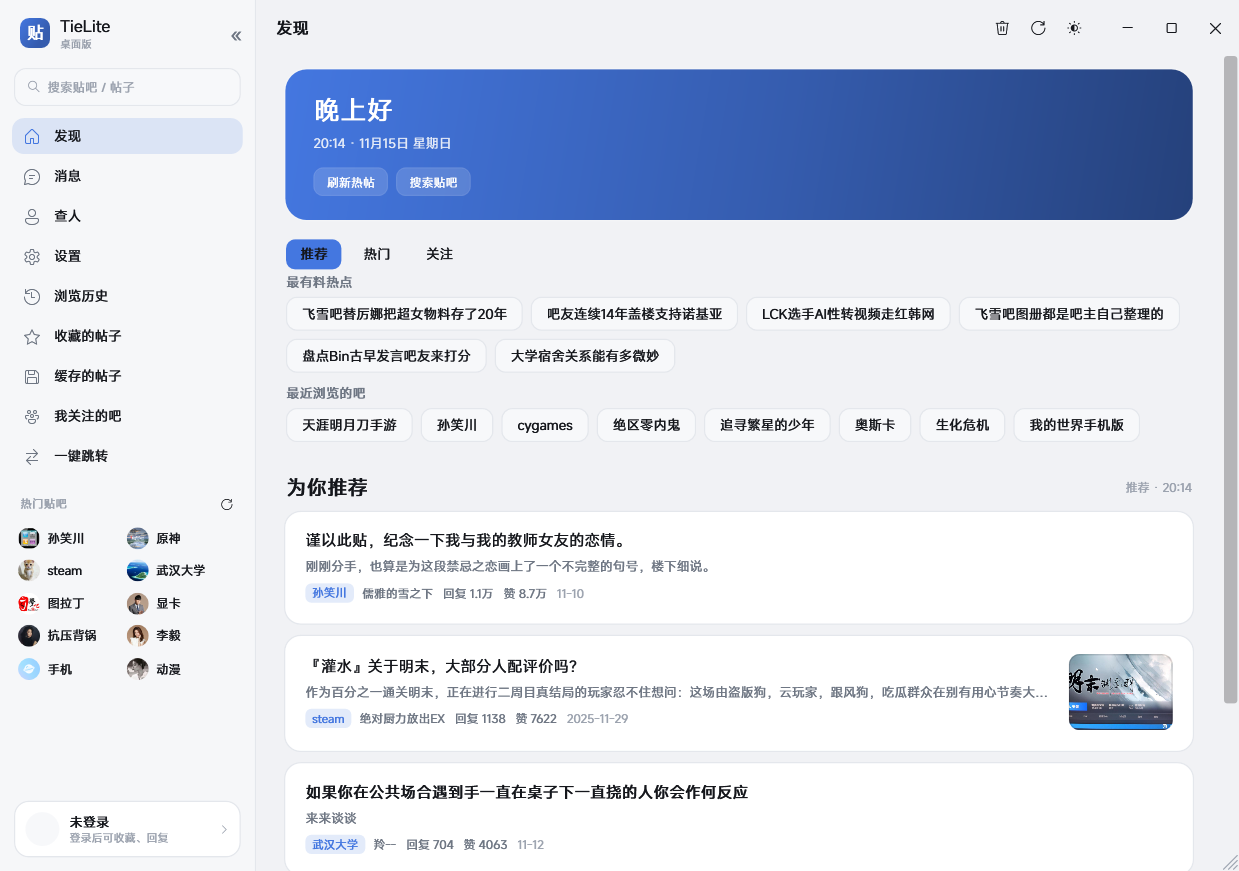 贴
TieLite
桌面版
«
搜索贴吧 / 帖子
发现
消息
查人
设置
浏览历史
收藏的帖子
缓存的帖子
我关注的吧
一键跳转
热门贴吧
孙笑川 原神
steam 武汉大学
图拉丁 显卡
抗压背锅 李毅
手机 动漫
未登录
登录后可收藏、回复
发现
晚上好
20:14 · 11月15日 星期日
刷新热帖 搜索贴吧
推荐 热门 关注
最有料热点
飞雪吧替厉娜把超女物料存了20年 吧友连续14年盖楼支持诺基亚 LCK选手AI性转视频走红韩网 飞雪吧图册都是吧主自己整理的
盘点Bin古早发言吧友来打分 大学宿舍关系能有多微妙
最近浏览的吧
天涯明月刀手游 孙笑川 cygames 绝区零内鬼 追寻繁星的少年 奥斯卡 生化危机 我的世界手机版
为你推荐 推荐 · 20:14
谨以此贴，纪念一下我与我的教师女友的恋情。
刚刚分手，也算是为这段禁忌之恋画上了一个不完整的句号，楼下细说。
孙笑川 儒雅的雪之下 回复 1.1万 赞 8.7万 11-10
『灌水』关于明末，大部分人配评价吗？
作为百分之一通关明末，正在进行二周目真结局的玩家忍不住想问：这场由盗版狗，云玩家，跟风狗，吃瓜群众在别有用心节奏大…
steam 绝对厨力放出EX 回复 1138 赞 7622 2025-11-29
明末
如果你在公共场合遇到手一直在桌子下一直挠的人你会作何反应
来来谈谈
武汉大学 羚一 回复 704 赞 4063 11-12